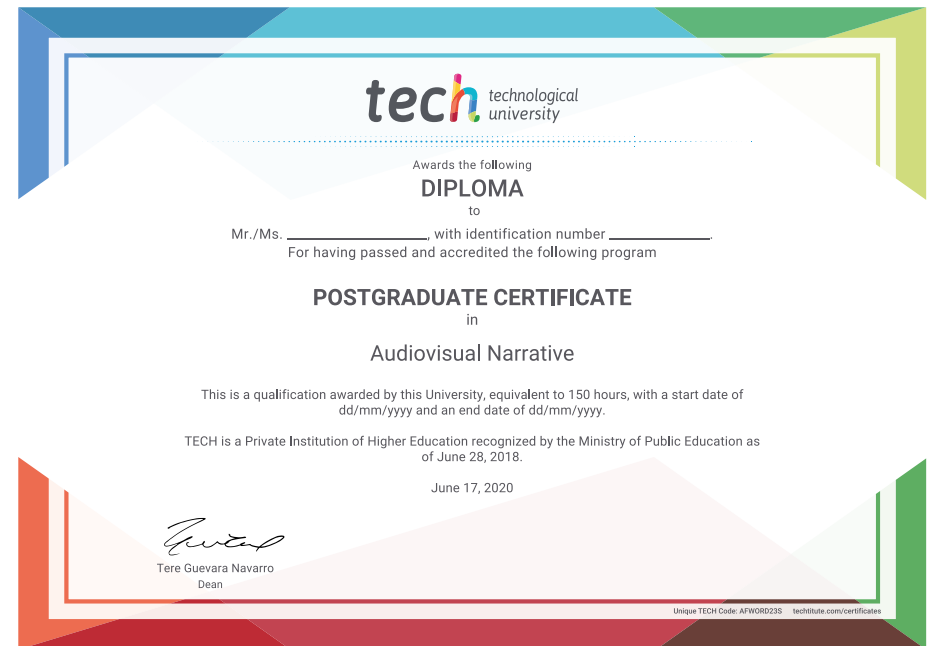 tech technological
university
Awards the following
DIPLOMA
to
Mr./Ms. ____________________, with identification number ______________.
For having passed and accredited the following program
POSTGRADUATE CERTIFICATE
in
Audiovisual Narrative
This is a qualification awarded by this University, equivalent to 150 hours, with a start date of
dd/mm/yyyy and an end date of dd/mm/yyyy.
TECH is a Private Institution of Higher Education recognized by the Ministry of Public Education as
of June 28, 2018.
June 17, 2020
Tere Guevara Navarro
Dean
Unique TECH Code: AFWORD23S techtitute.com/certificates